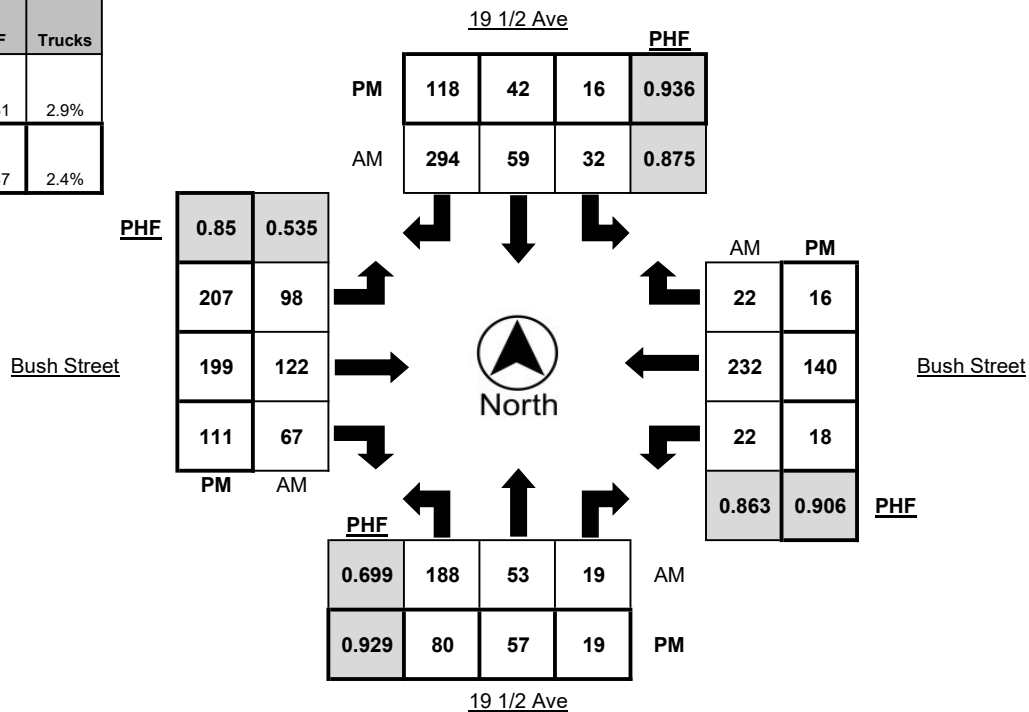 19 1/2 Ave
Trucks
PHF
PM 118 42 16 0.936
2.9%
AM 294 59 32 0.875
2.4%
PHF 0.85 0.535
AM PM
207 98
22 16
Bush Street 199 122
232 140 Bush Street
North
111 67
22 18
PM AM
0.863 0.906 PHF
PHF
0.699 188 53 19 AM
0.929 80 57 19 PM
19 1/2 Ave